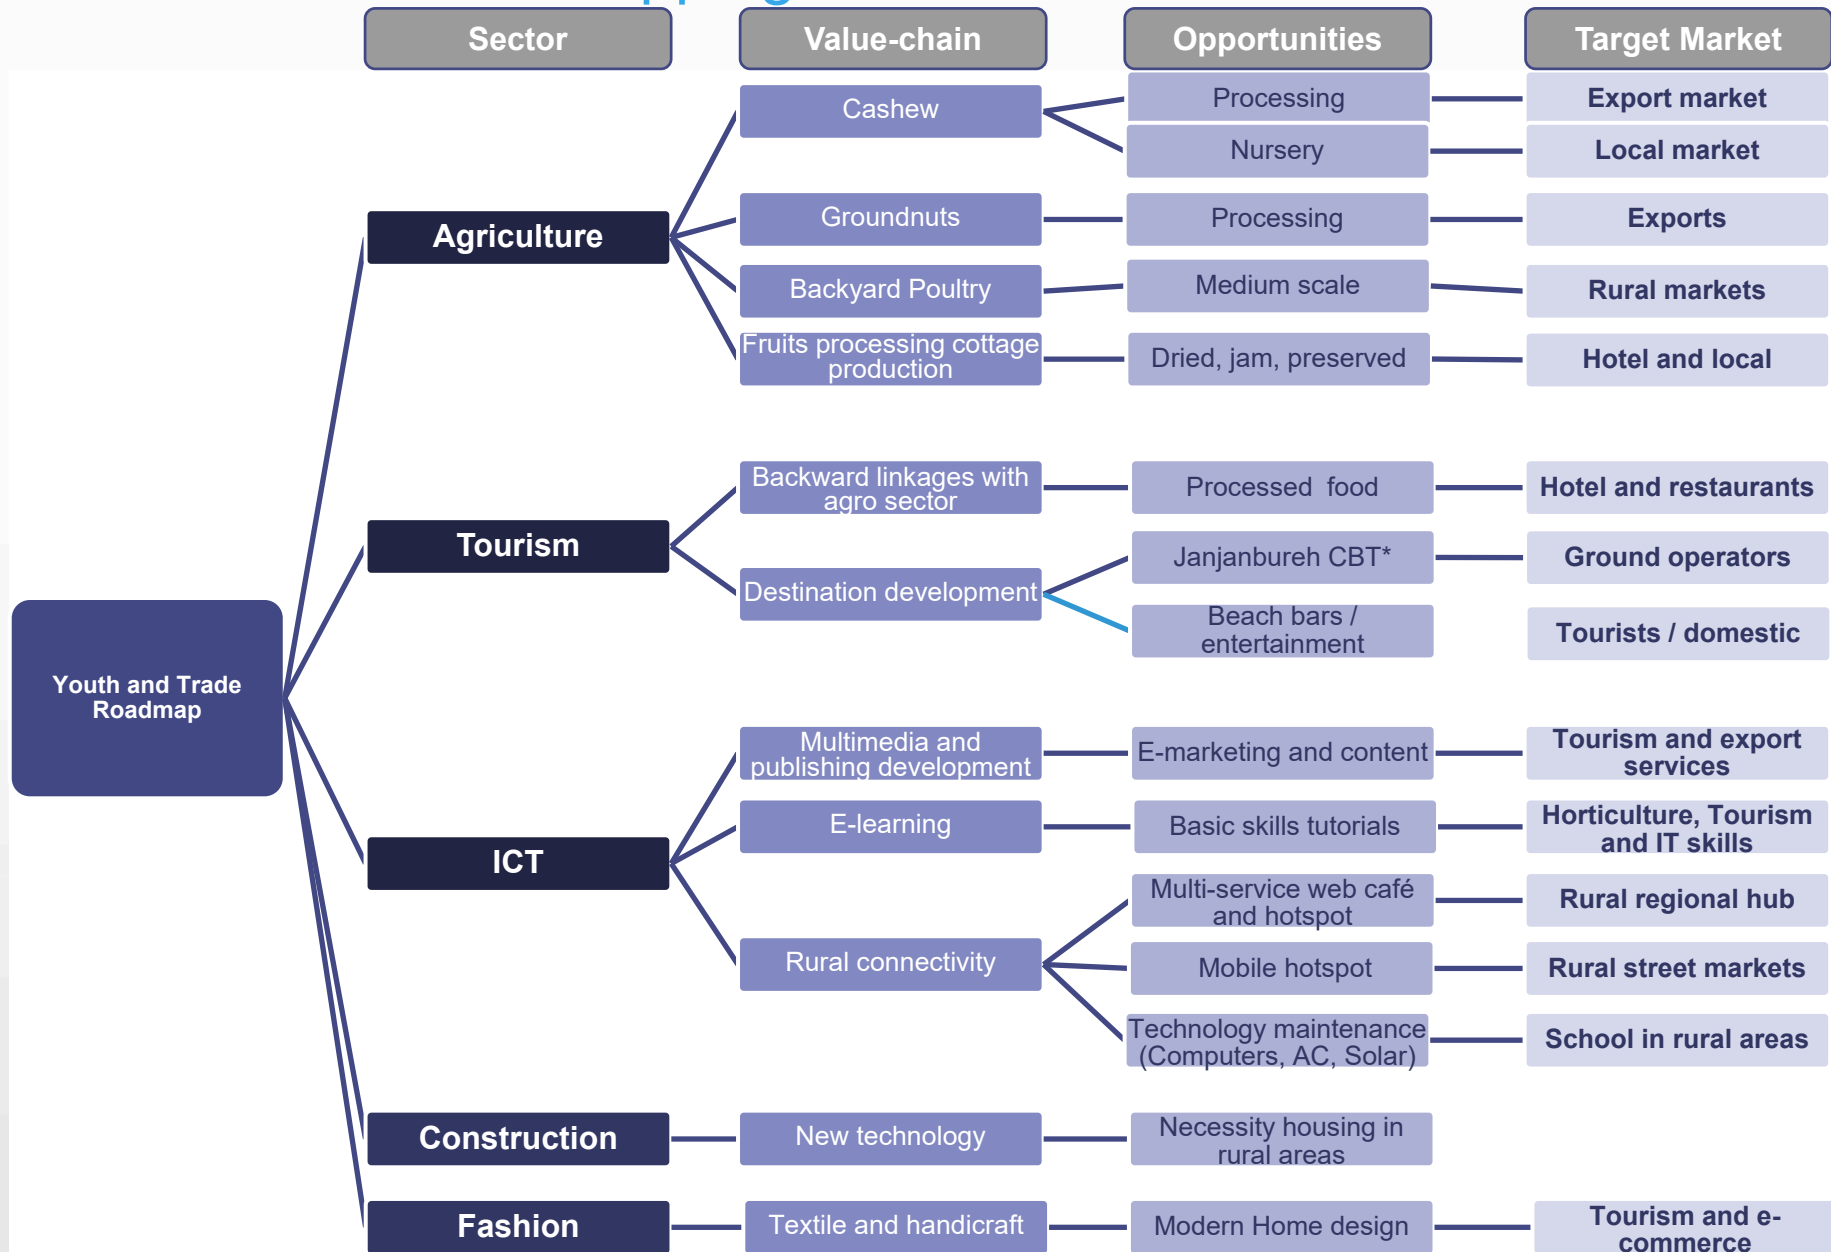 Sector
Value-chain
Opportunities
Target Market
Cashew
Processing
Export market
Nursery
Local market
Agriculture
Groundnuts
Processing
Exports
Backyard Poultry
Medium scale
Rural markets
Fruits processing cottage
production
Dried, jam, preserved
Hotel and local
Tourism
Backward linkages with
agro sector
Processed  food
Hotel and restaurants
Destination development
Janjanbureh CBT*
Ground operators
Beach bars /
entertainment
Tourists / domestic
Youth and Trade
Roadmap
ICT
Multimedia and
publishing development
E-marketing and content
Tourism and export
services
E-learning
Basic skills tutorials
Horticulture, Tourism
and IT skills
Rural connectivity
Multi-service web café
and hotspot
Rural regional hub
Mobile hotspot
Rural street markets
Technology maintenance
(Computers, AC, Solar)
School in rural areas
Construction
New technology
Necessity housing in
rural areas
Fashion
Textile and handicraft
Modern Home design
Tourism and e-
commerce